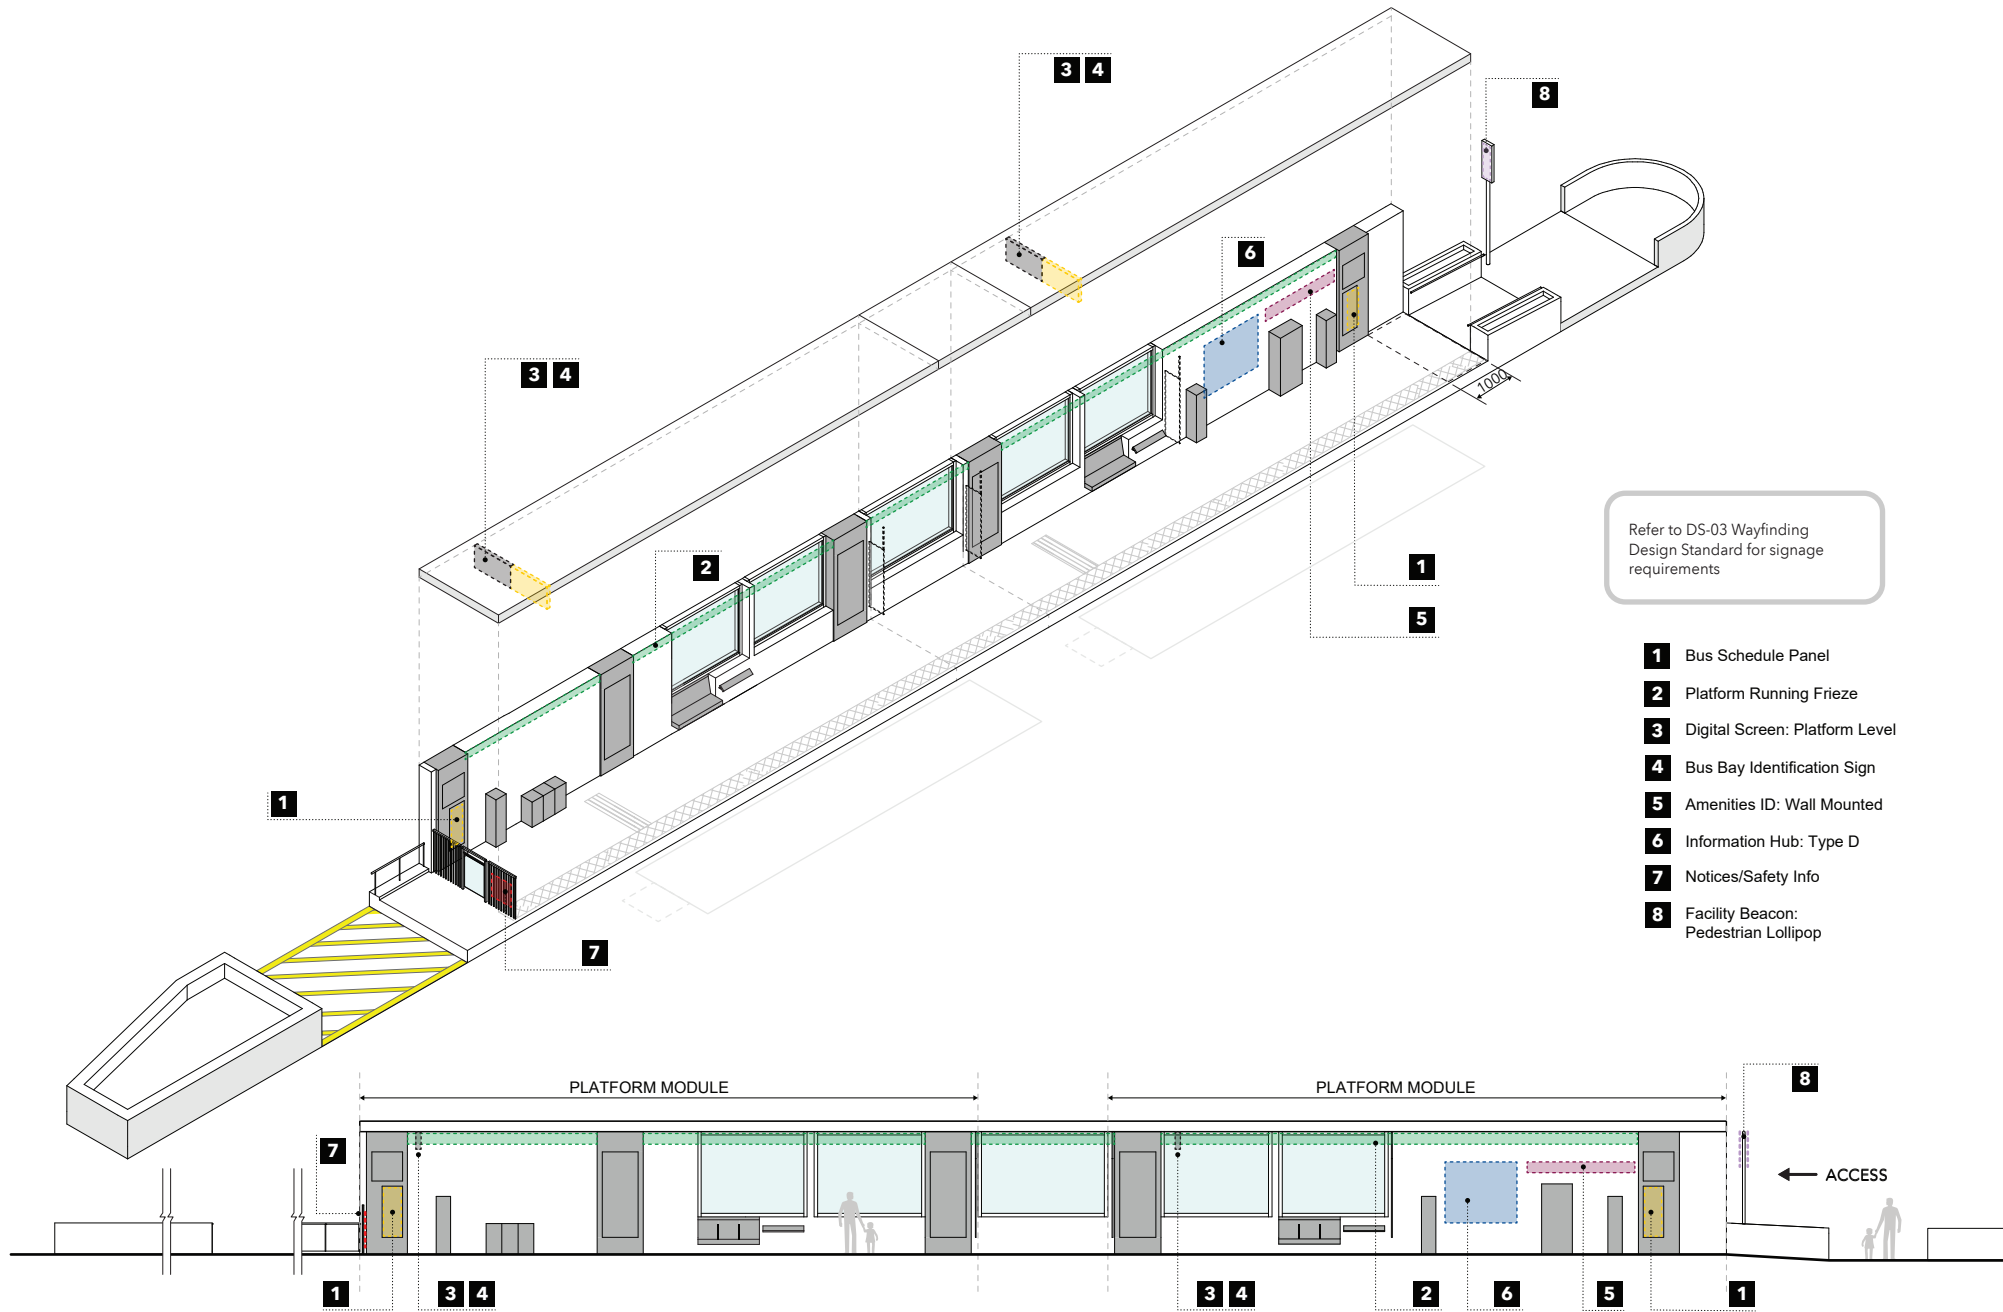 3 4
8
6
3 4
2
1
5
1
7
1000
Refer to DS-03 Wayfinding
Design Standard for signage
requirements
1 Bus Schedule Panel
2 Platform Running Frieze
3 Digital Screen: Platform Level
4 Bus Bay Identification Sign
5 Amenities ID: Wall Mounted
6 Information Hub: Type D
7 Notices/Safety Info
8 Facility Beacon:
Pedestrian Lollipop
PLATFORM MODULE
PLATFORM MODULE
8
7
ACCESS
1
3 4
3 4
2
6
5
1